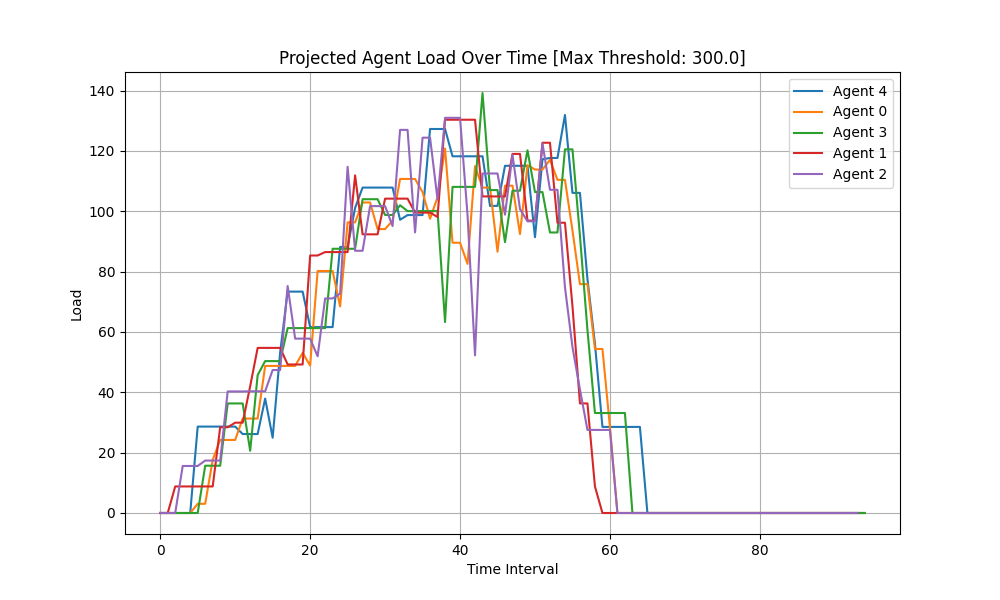 Projected Agent Load Over Time [Max Threshold: 300.0]
Load
140
120
100
80
60
40
20
0
Agent 4
Agent 0
Agent 3
Agent 1
Agent 2
0 20 40 60 80
Time Interval